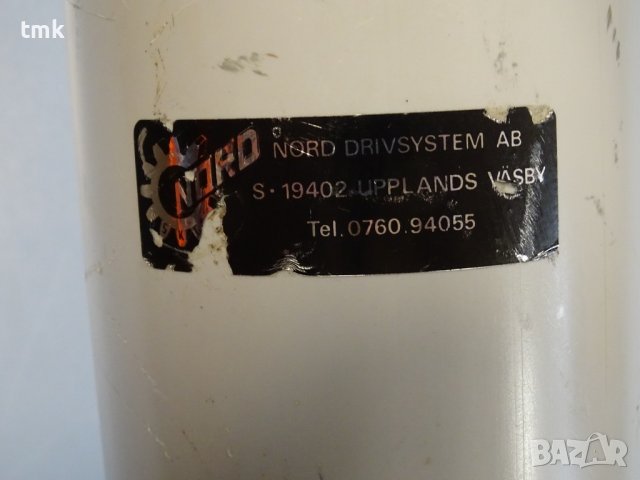 tmk
NORD
NORD DRIVSYSTEM AB
S·19402 UPPLANDS VÄSBY
Tel.0760.94055
BAZAR